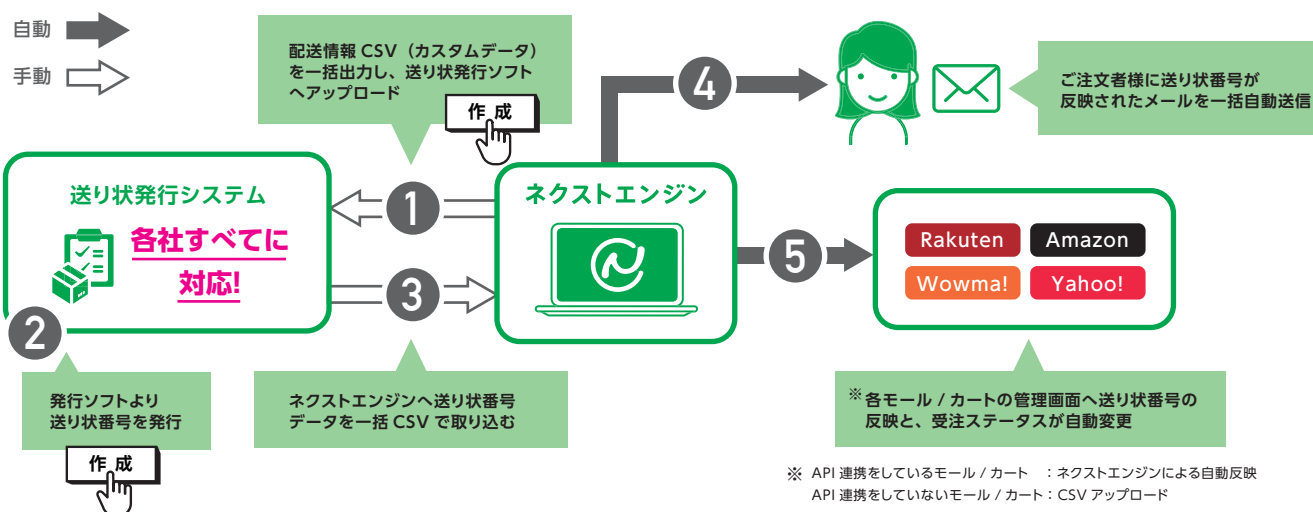 自動
手動
配送情報 CSV（カスタムデータ）
を一括出力し、送り状発行ソフト
へアップロード
作 成
4
ご注文者様に送り状番号が
反映されたメールを一括自動送信
送り状発行システム
各社すべてに
対応!
1
ネクストエンジン
3
5
Rakuten
Amazon
Wowma!
Yahoo!
2
発行ソフトより
送り状番号を発行
作 成
ネクストエンジンへ送り状番号
データを一括 CSV で取り込む
※ 各モール / カートの管理画面へ送り状番号の
反映と、受注ステータスが自動変更
※ API 連携をしているモール / カート ：ネクストエンジンによる自動反映
API 連携をしていないモール / カート：CSV アップロード